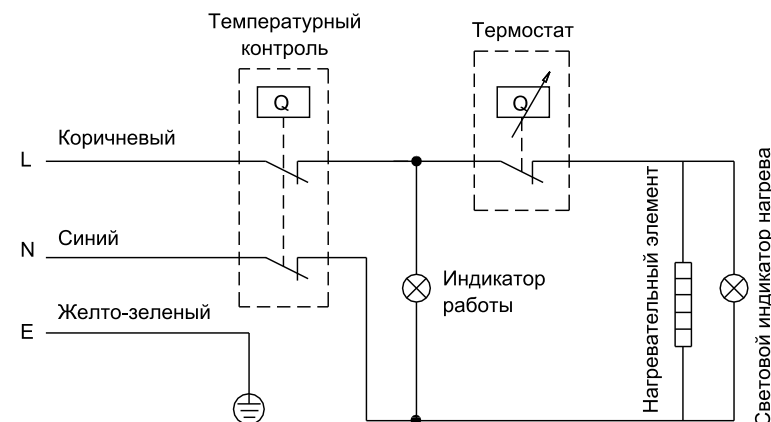 Температурный
контроль
Термостат
Q
Q
Коричневый
L
Синий
N
Индикатор
работы
Желто-зеленый
E
Нагревательный элемент
Световой индикатор нагрева